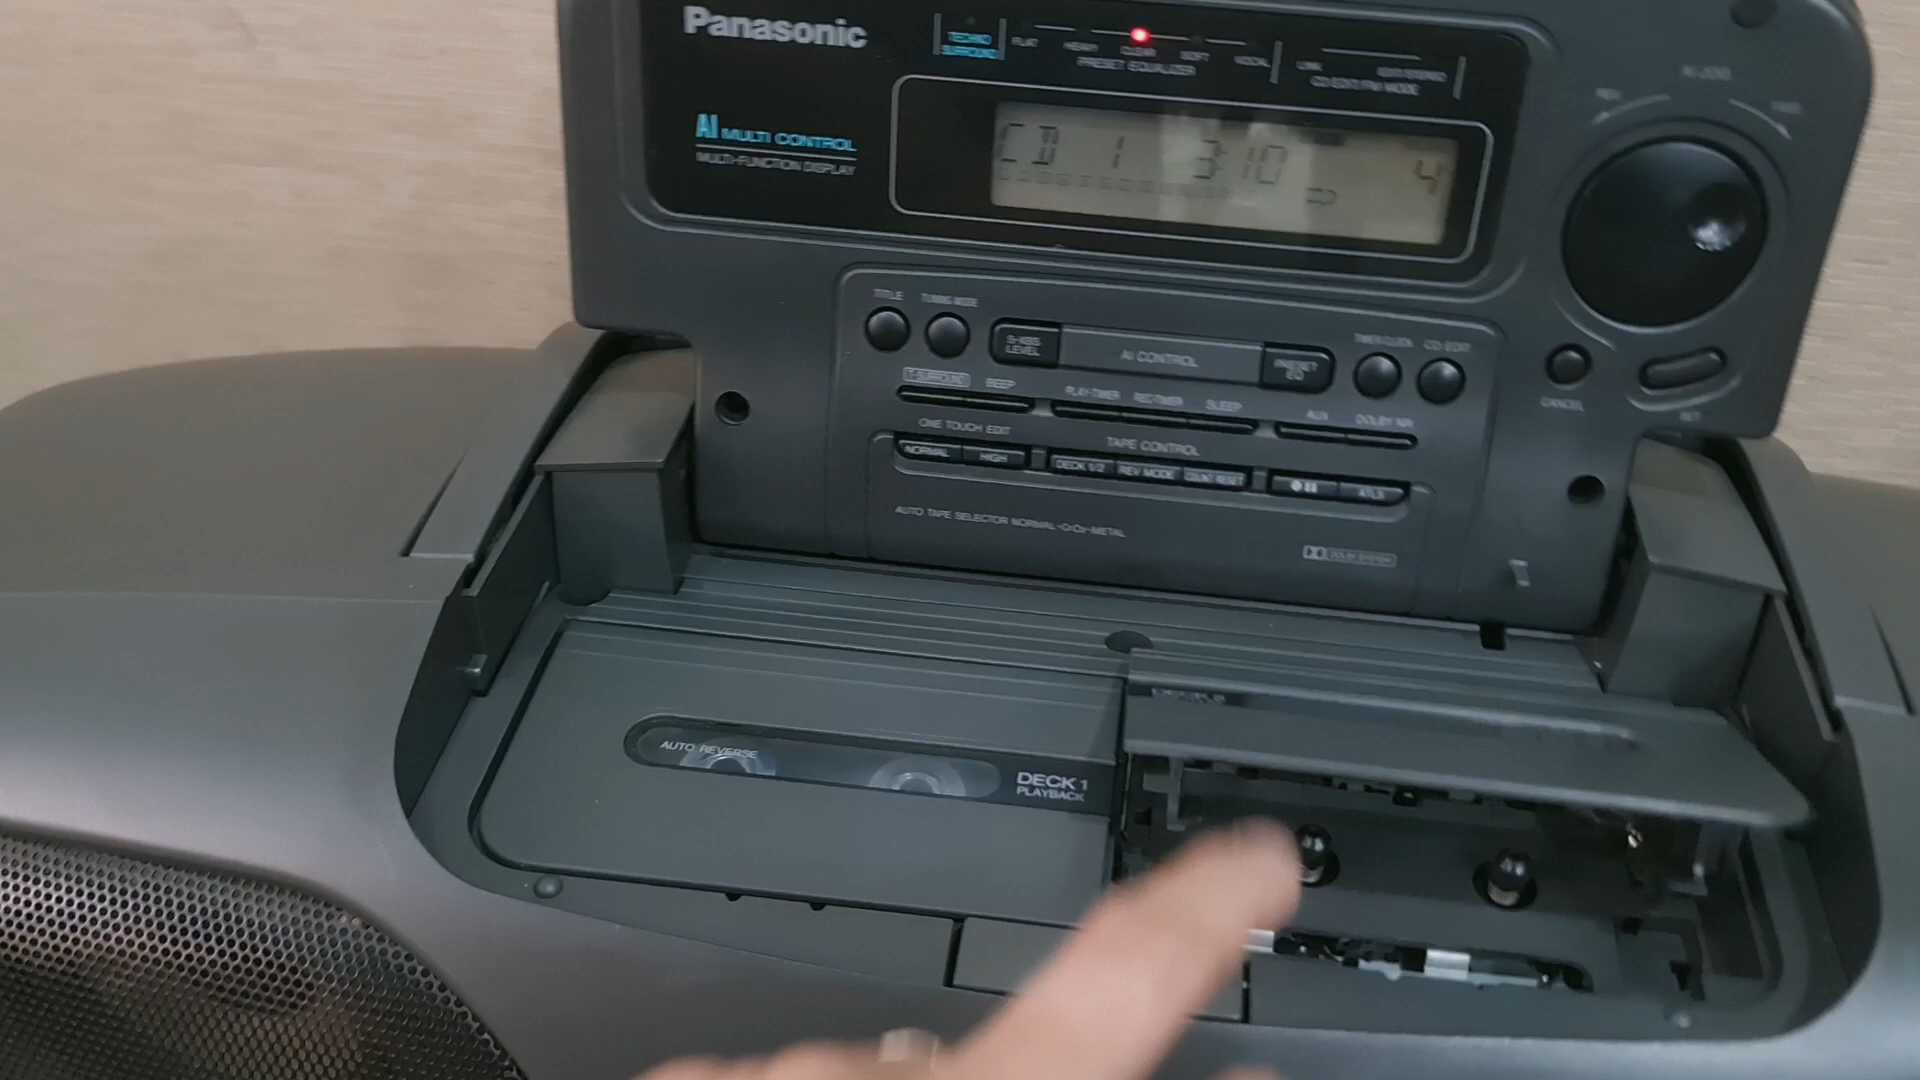 Panasonic
TECHNO
SURROUND
FLAT HEAVY CLEAR SOFT VOCAL
PRESET EQUALIZER
CD EDIT/FM MODE
AI MULTI CONTROL
MULTI-FUNCTION DISPLAY
CD 1 3:10 4
TITLE TUNING MODE
S-XBS
LEVEL
AI CONTROL
PRESET
EQ
TIMER/CLOCK CD EDIT
T-SURROUND BEEP PLAY-TIMER REC-TIMER SLEEP AUX DOLBY NR
CANCEL SET
ONE TOUCH EDIT TAPE CONTROL
NORMAL HIGH DECK 1/2 REV MODE COUNT RESET ATLS
AUTO TAPE SELECTOR NORMAL-CrO2-METAL
DOLBY SYSTEM
AUTO REVERSE
DECK 1
PLAYBACK